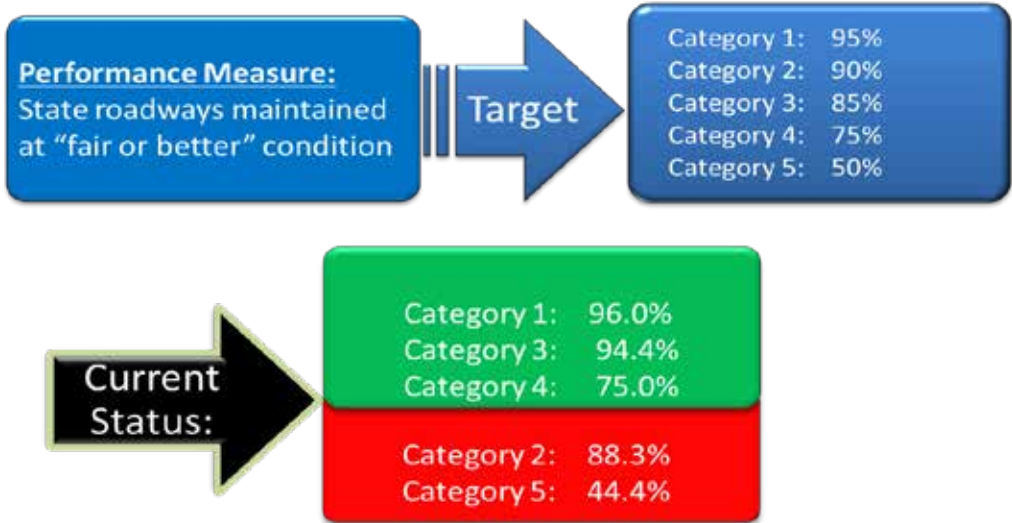 Performance Measure:
State roadways maintained
at “fair or better” condition
Target
Category 1: 95%
Category 2: 90%
Category 3: 85%
Category 4: 75%
Category 5: 50%
Current
Status:
Category 1: 96.0%
Category 3: 94.4%
Category 4: 75.0%
Category 2: 88.3%
Category 5: 44.4%